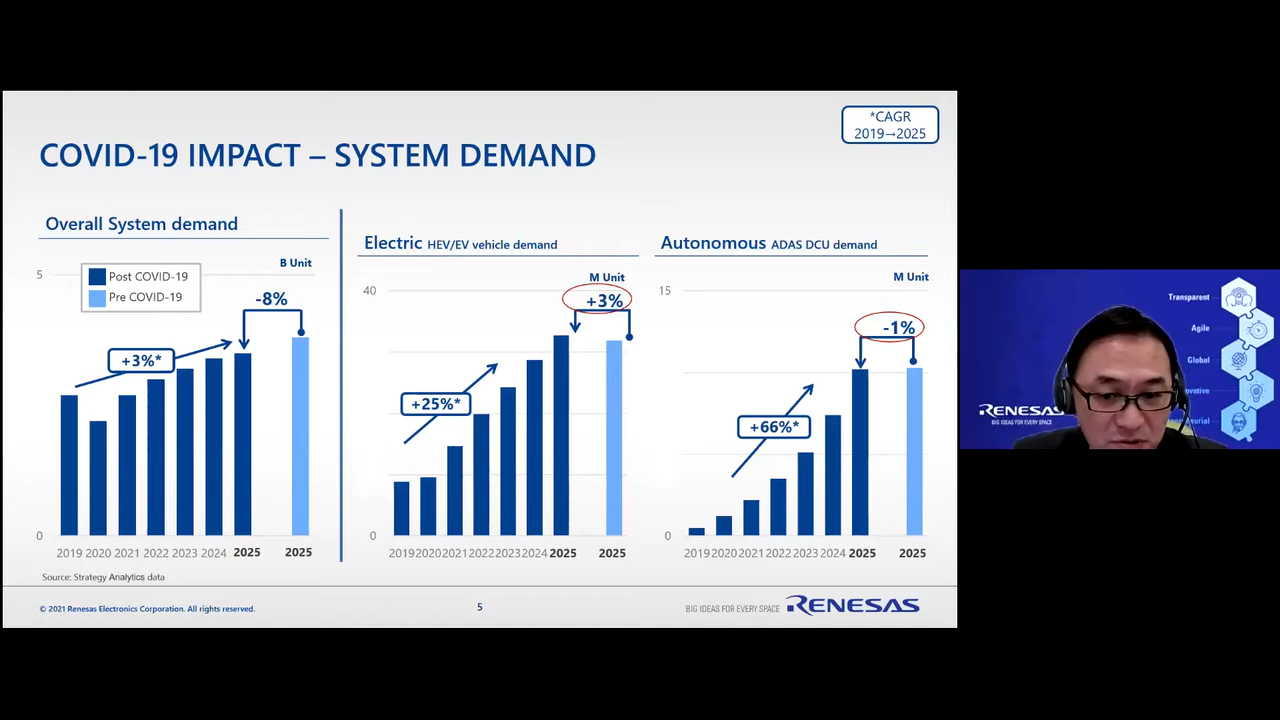 *CAGR
2019→2025
COVID-19 IMPACT – SYSTEM DEMAND
Overall System demand
B Unit
5
Post COVID-19
Pre COVID-19
-8%
+3%*
0
2019 2020 2021 2022 2023 2024 2025 2025
Electric HEV/EV vehicle demand
M Unit
40
+3%
+25%*
0
2019 2020 2021 2022 2023 2024 2025 2025
Autonomous ADAS DCU demand
M Unit
15
-1%
+66%*
0
2019 2020 2021 2022 2023 2024 2025 2025
Source: Strategy Analytics data
© 2021 Renesas Electronics Corporation. All rights reserved.
5
BIG IDEAS FOR EVERY SPACE RENESAS
Transparent
Agile
Global
RENESAS
BIG IDEAS FOR EVERY SPACE